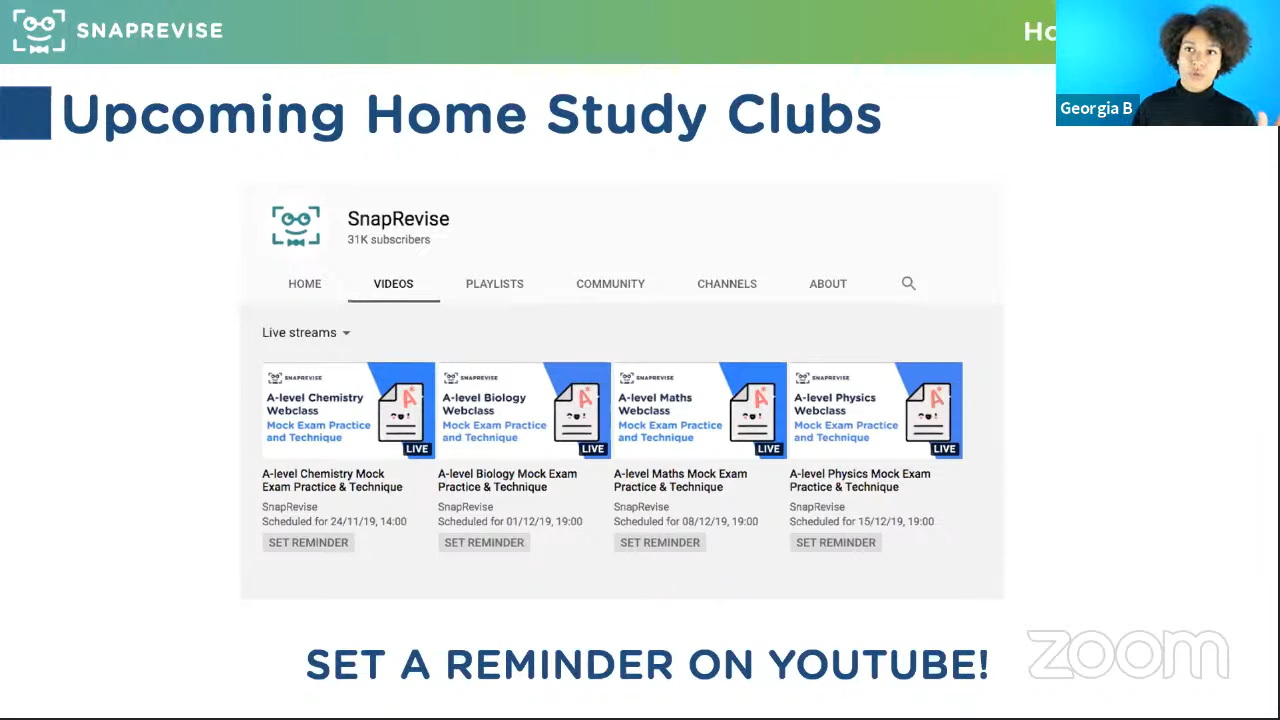 SNAPREVISE
Ho
Georgia B
Upcoming Home Study Clubs
SnapRevise
31K subscribers
HOME VIDEOS PLAYLISTS COMMUNITY CHANNELS ABOUT
Live streams
SNAPREVISE
A-level Chemistry
Webclass
Mock Exam Practice
and Technique
A*
LIVE
A-level Chemistry Mock
Exam Practice & Technique
SnapRevise
Scheduled for 24/11/19, 14:00
SET REMINDER
SNAPREVISE
A-level Biology
Webclass
Mock Exam Practice
and Technique
A*
LIVE
A-level Biology Mock Exam
Practice & Technique
SnapRevise
Scheduled for 01/12/19, 19:00
SET REMINDER
SNAPREVISE
A-level Maths
Webclass
Mock Exam Practice
and Technique
A*
LIVE
A-level Maths Mock Exam
Practice & Technique
SnapRevise
Scheduled for 08/12/19, 19:00
SET REMINDER
SNAPREVISE
A-level Physics
Webclass
Mock Exam Practice
and Technique
A*
LIVE
A-level Physics Mock Exam
Practice & Technique
SnapRevise
Scheduled for 15/12/19, 19:00
SET REMINDER
SET A REMINDER ON YOUTUBE!
zoom